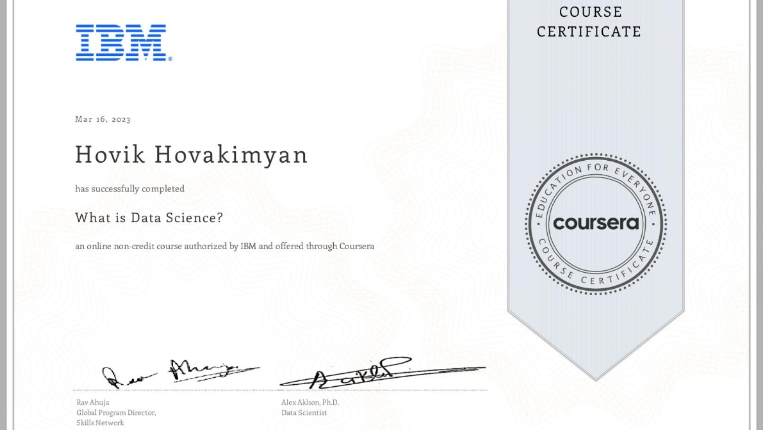 COURSE
CERTIFICATE
IBM®
Mar 16, 2023
Hovik Hovakimyan
has successfully completed
What is Data Science?
an online non-credit course authorized by IBM and offered through Coursera
EDUCATION FOR EVERYONE
coursera
COURSE CERTIFICATE
Rav Ahuja
Rav Ahuja
Global Program Director,
Skills Network
Alex Aklson, Ph.D.
Data Scientist